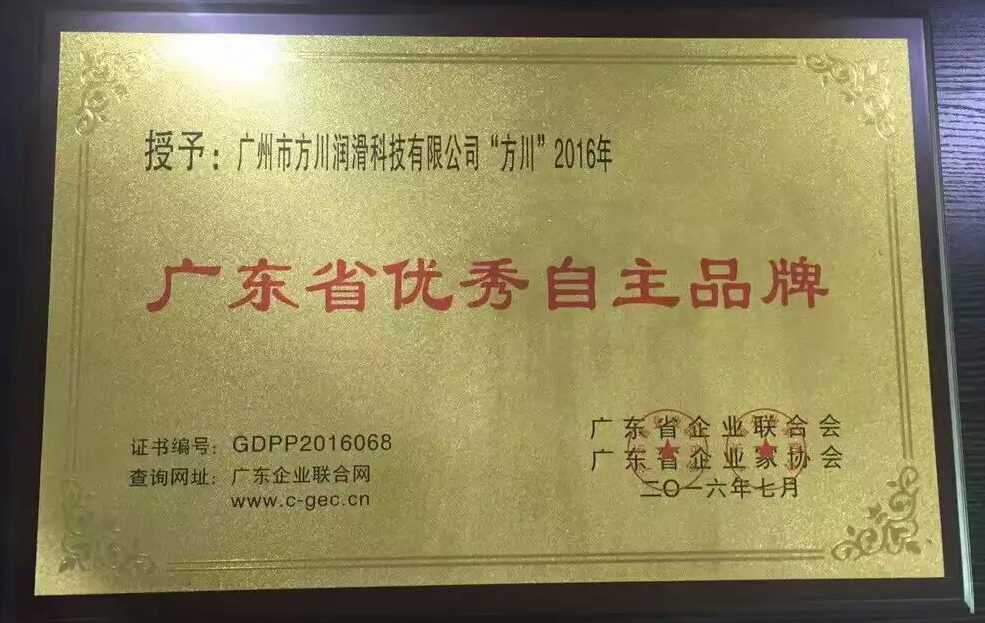 授予：广州市方川润滑科技有限公司“方川”2016年
广东省优秀自主品牌
证书编号：GDPP2016068
查询网址：广东企业联合网
www.c-gec.cn
广东省企业联合会
广东省企业家协会
二〇一六年七月